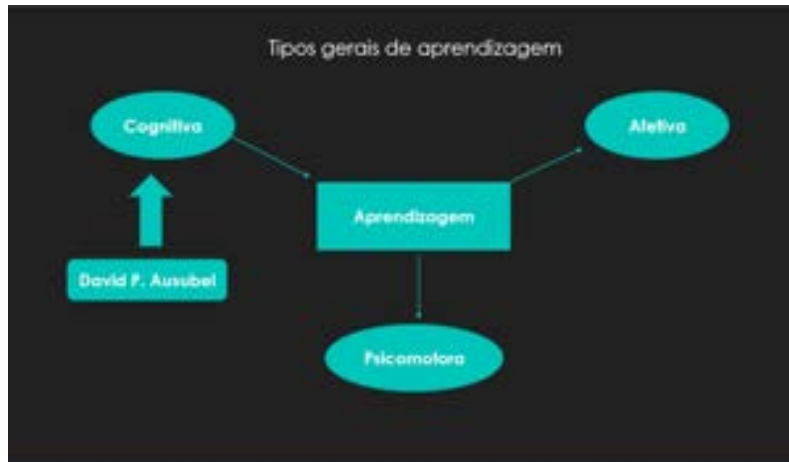 Tipos gerais de aprendizagem
Cognitiva
Afetiva
Aprendizagem
David P. Ausubel
Psicomotora